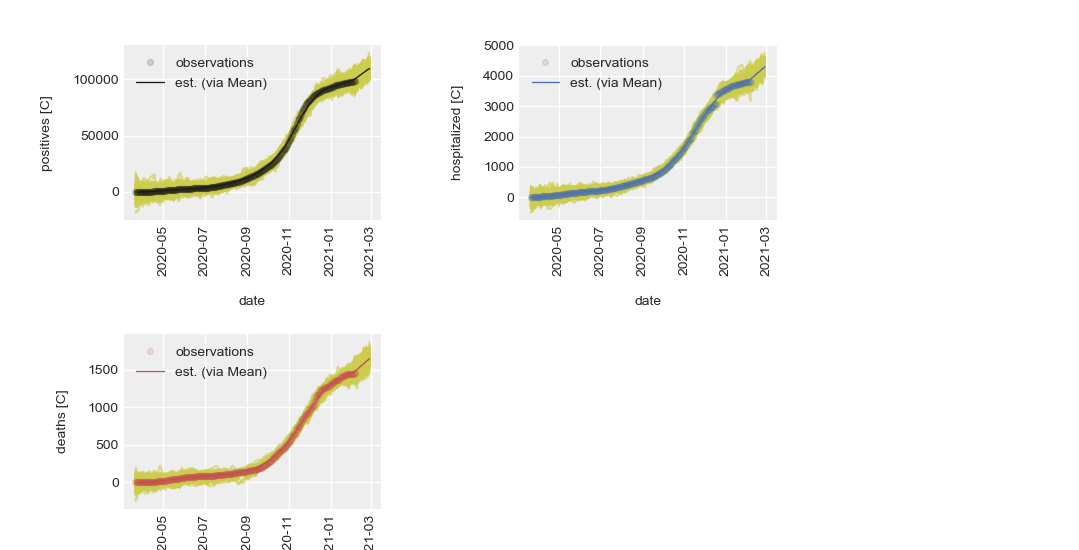 observations
est. (via Mean)
100000
50000
0
positives [C]
2020-05
2020-07
2020-09
2020-11
2021-01
2021-03
date
observations
est. (via Mean)
5000
4000
3000
2000
1000
0
hospitalized [C]
2020-05
2020-07
2020-09
2020-11
2021-01
2021-03
date
observations
est. (via Mean)
1500
1000
500
0
deaths [C]
20-05
20-07
20-09
20-11
21-01
21-03